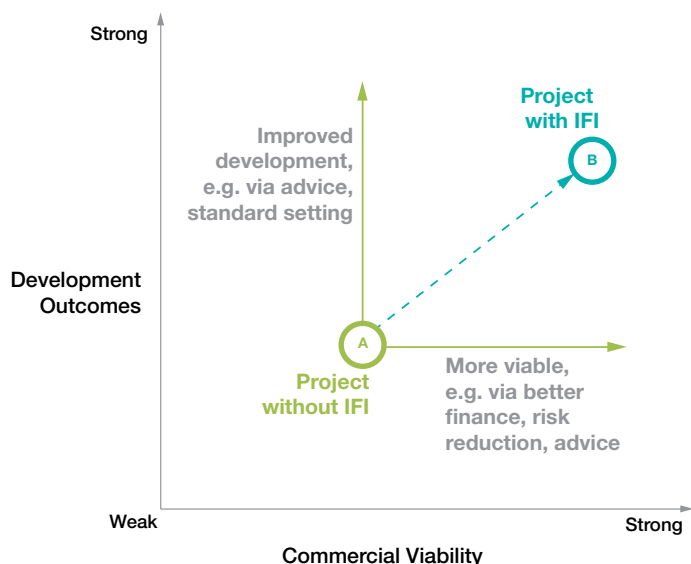 Strong
Project
with IFI
B
Improved
development,
e.g. via advice,
standard setting
Development
Outcomes
A
Project
without IFI
More viable,
e.g. via better
finance, risk
reduction, advice
Weak
Strong
Commercial Viability